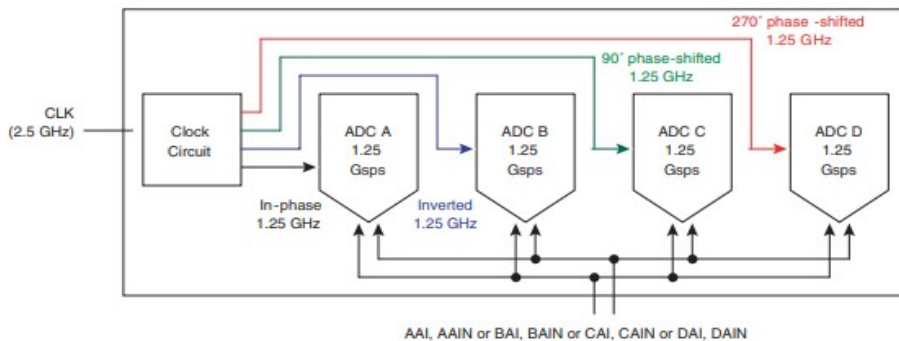 270° phase -shifted
1.25 GHz
90° phase-shifted
1.25 GHz
CLK
(2.5 GHz)
Clock
Circuit
ADC A
1.25
Gsps
ADC B
1.25
Gsps
ADC C
1.25
Gsps
ADC D
1.25
Gsps
In-phase
1.25 GHz
Inverted
1.25 GHz
AAI, AAIN or BAI, BAIN or CAI, CAIN or DAI, DAIN